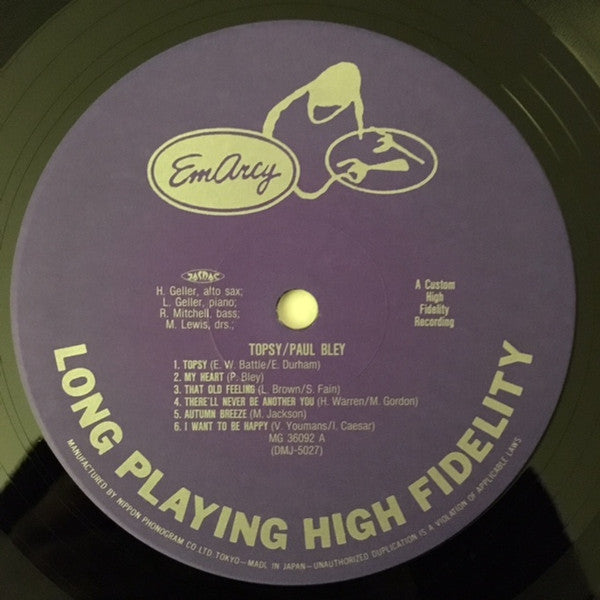 EmArcy
JASRAC
H. Geller, alto sax;
L. Geller, piano;
R. Mitchell, bass;
M. Lewis, drs.;
A Custom
High
Fidelity
Recording
TOPSY/PAUL BLEY
1. TOPSY (E. W. Battle/E. Durham)
2. MY HEART (P. Bley)
3. THAT OLD FEELING (L. Brown/S. Fain)
4. THERE'LL NEVER BE ANOTHER YOU (H. Warren/M. Gordon)
5. AUTUMN BREEZE (M. Jackson)
6. I WANT TO BE HAPPY (V. Youmans/I. Caesar)
MG 36092 A
(DMJ-5027)
LONG PLAYING HIGH FIDELITY
MANUFACTURED BY NIPPON PHONOGRAM CO LTD. TOKYO—MADE IN JAPAN—UNAUTHORIZED DUPLICATION IS A VIOLATION OF APPLICABLE LAWS